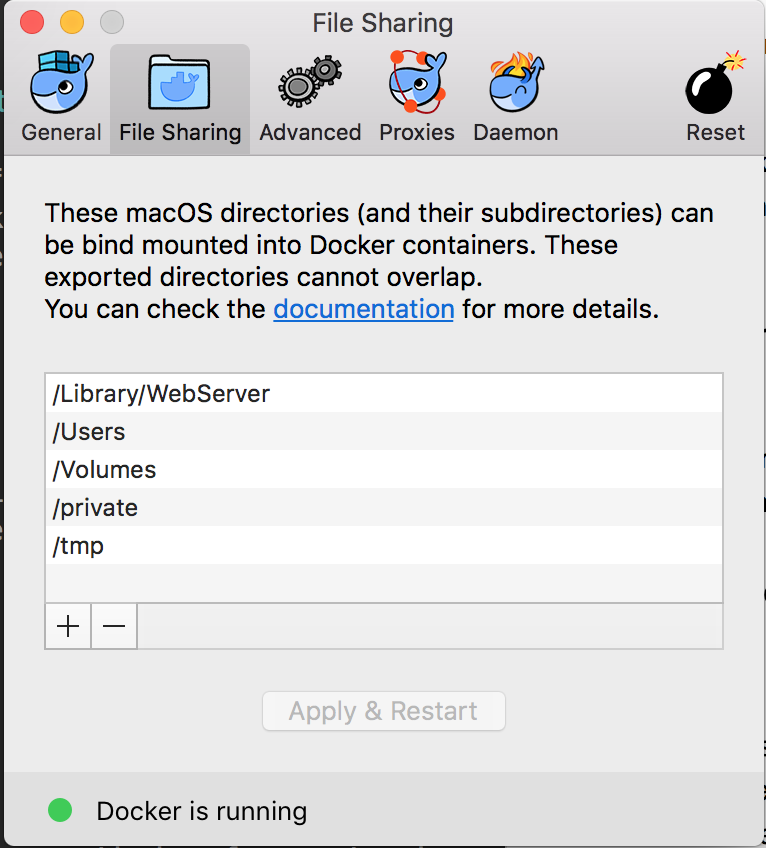 File Sharing
General
File Sharing
Advanced
Proxies
Daemon
Reset
These macOS directories (and their subdirectories) can
be bind mounted into Docker containers. These
exported directories cannot overlap.
You can check the documentation for more details.
/Library/WebServer
/Users
/Volumes
/private
/tmp
Apply & Restart
Docker is running